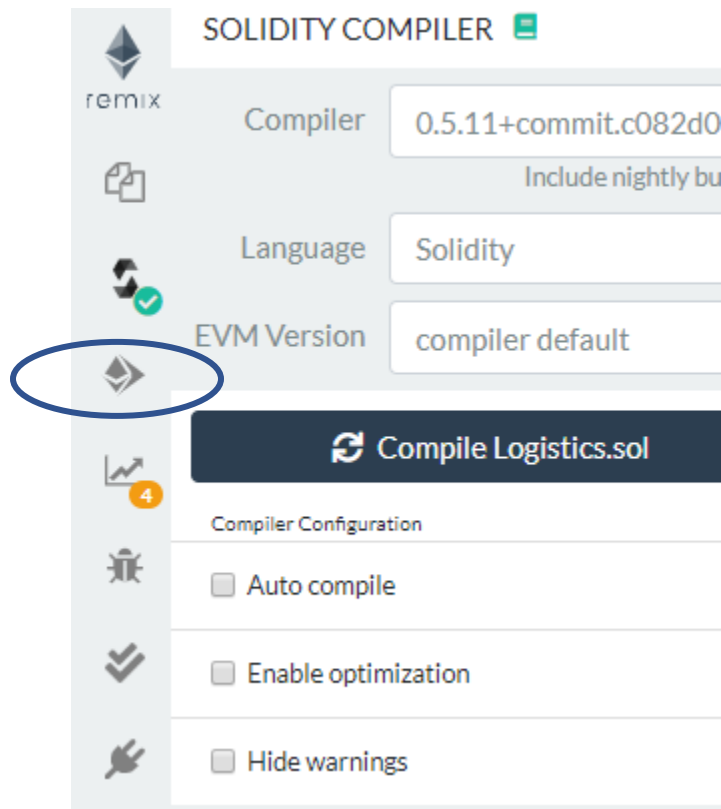 SOLIDITY COMPILER
remix
Compiler
0.5.11+commit.c082d0
Include nightly bu
Language
Solidity
EVM Version
compiler default
Compile Logistics.sol
4
Compiler Configuration
Auto compile
Enable optimization
Hide warnings